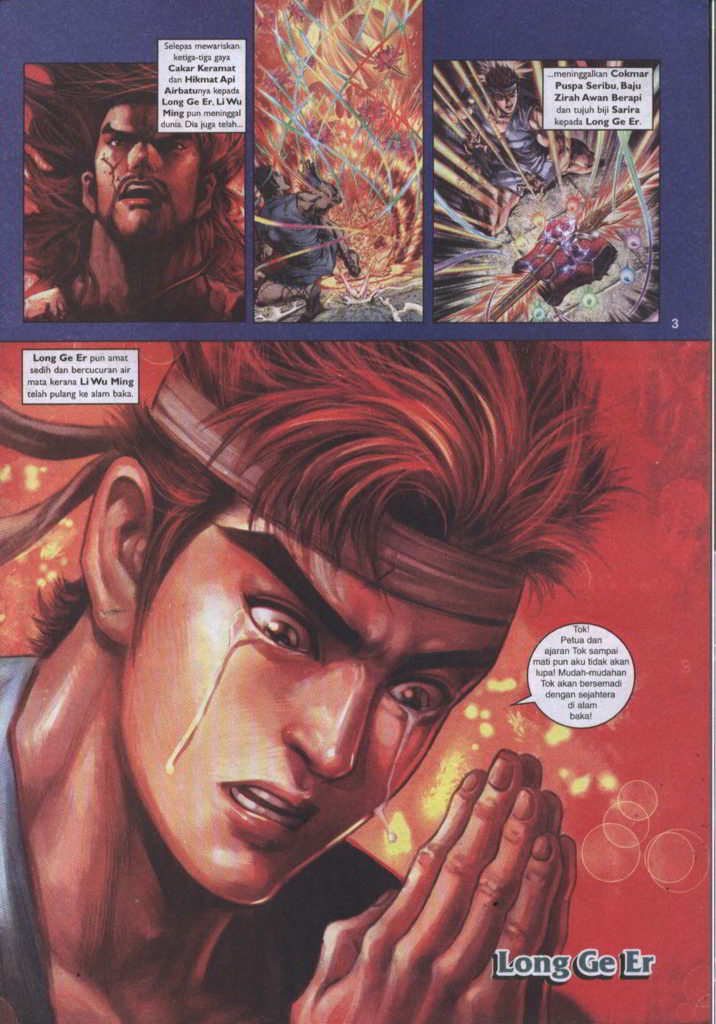 Selepas mewariskan
ketiga-tiga gaya
Cakar Keramat
dan Hikmat Api
Airbatunya kepada
Long Ge Er, Li Wu
Ming pun meninggal
dunia. Dia juga telah...
...meninggalkan Cokmar
Puspa Seribu, Baju
Zirah Awan Berapi
dan tujuh biji Sarira
kepada Long Ge Er.
3
Long Ge Er pun amat
sedih dan bercucuran air
mata kerana Li Wu Ming
telah pulang ke alam baka.
Tok!
Petua dan
ajaran Tok sampai
mati pun aku tidak akan
lupa! Mudah-mudahan
Tok akan bersemadi
dengan sejahtera
di alam
baka!
Long Ge Er